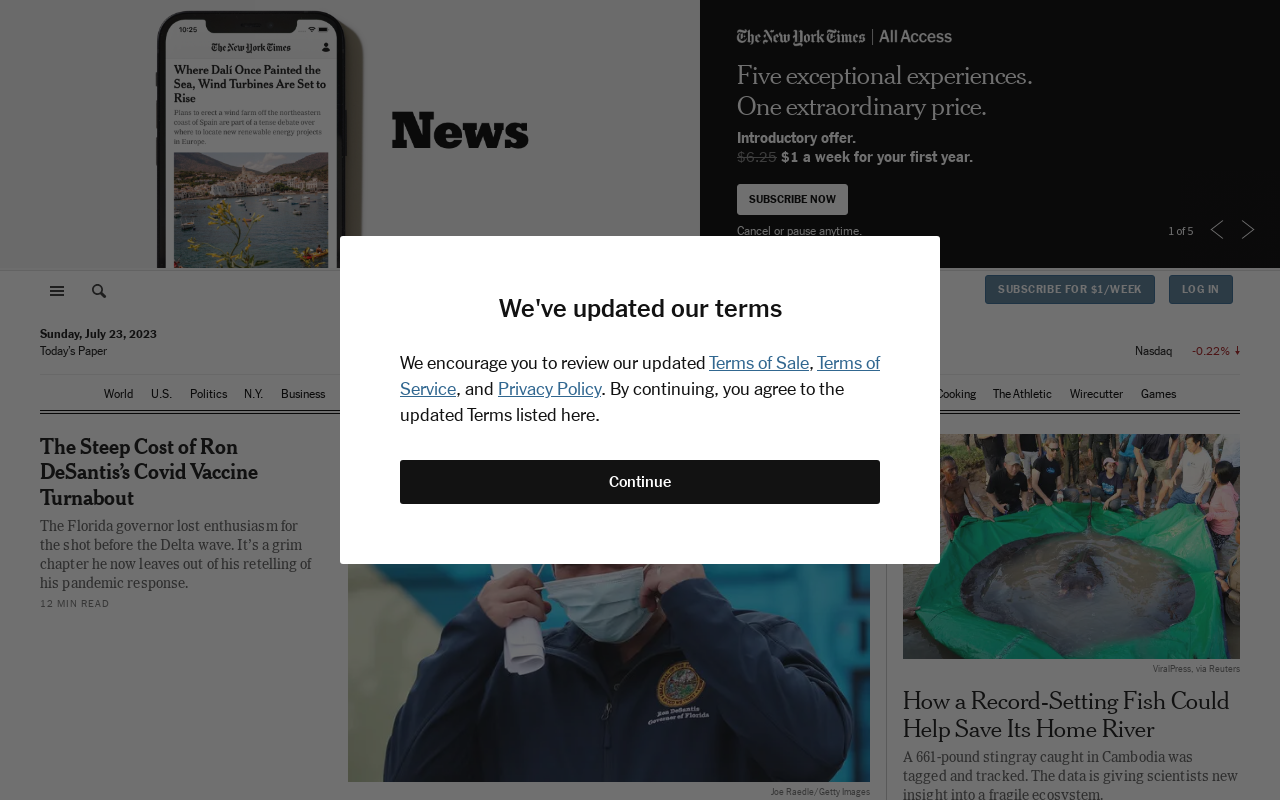 10:25
The New York Times
Where Dalí Once Painted the
Sea, Wind Turbines Are Set to
Rise
Plans to erect a wind farm off the northeastern
coast of Spain are part of a tense debate over
where to locate new renewable energy projects
in Europe.
News
The New York Times | All Access
Five exceptional experiences.
One extraordinary price.
Introductory offer.
$6.25 $1 a week for your first year.
SUBSCRIBE NOW
Cancel or pause anytime.
1 of 5
We've updated our terms
We encourage you to review our updated Terms of Sale, Terms of
Service, and Privacy Policy. By continuing, you agree to the
updated Terms listed here.
Continue
SUBSCRIBE FOR $1/WEEK
LOG IN
Sunday, July 23, 2023
Today's Paper
Nasdaq -0.22%
World U.S. Politics N.Y. Business
Cooking The Athletic Wirecutter Games
The Steep Cost of Ron
DeSantis’s Covid Vaccine
Turnabout
The Florida governor lost enthusiasm for
the shot before the Delta wave. It’s a grim
chapter he now leaves out of his retelling of
his pandemic response.
12 MIN READ
Ron DeSantis
Governor of Florida
Joe Raedle/Getty Images
ViralPress, via Reuters
How a Record-Setting Fish Could
Help Save Its Home River
A 661-pound stingray caught in Cambodia was
tagged and tracked. The data is giving scientists new
insight into a fragile ecosystem.